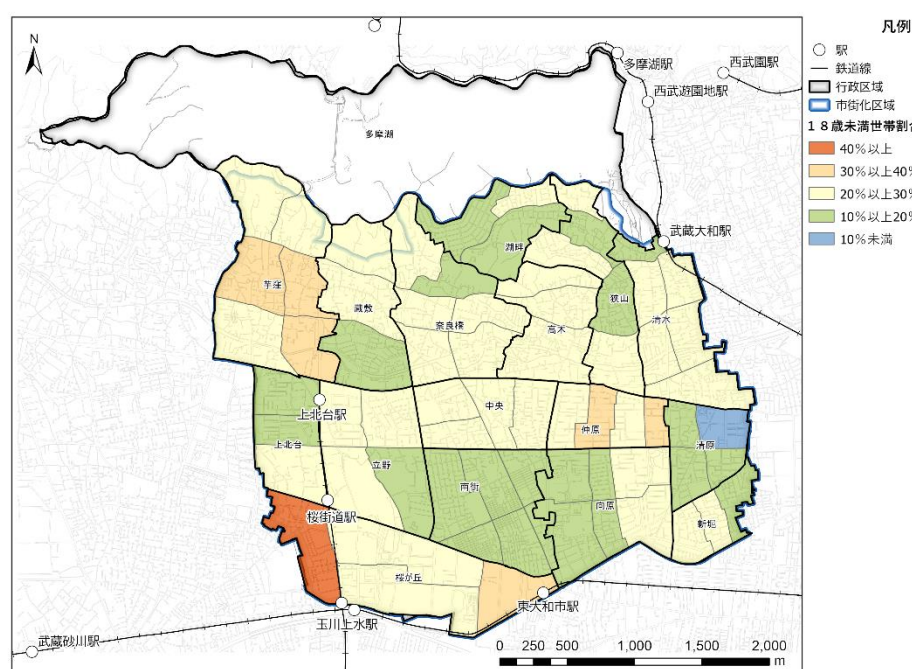 凡例
駅
鉄道線
行政区域
市街化区域
18歳未満世帯割合
40%以上
30%以上40%
20%以上30%
10%以上20%
10%未満
N
多摩湖駅
西武園駅
西武遊園地駅
多摩湖
武蔵大和駅
湖畔
芋窪
蔵敷
狭山
奈良橋
高木
清水
上北台駅
中央
仲原
清原
上北台
立野
南街
向原
桜街道駅
新堀
桜が丘
東大和市駅
玉川上水駅
武蔵砂川駅
0 250 500 1,000 1,500 2,000
m